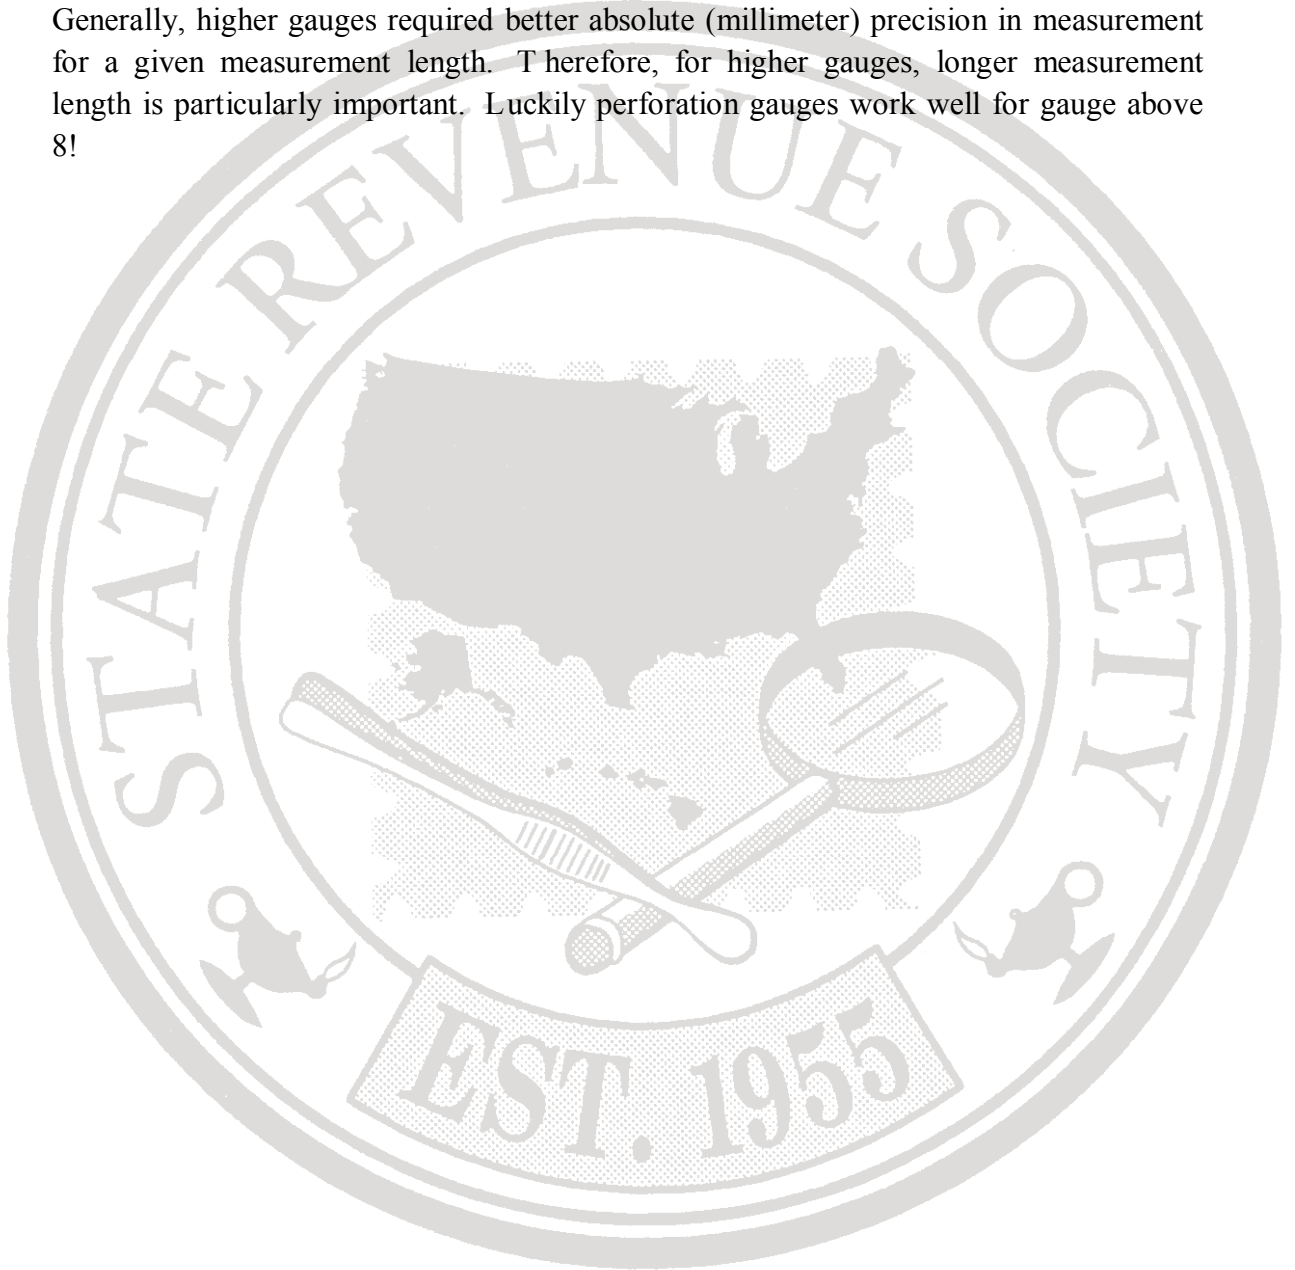 Generally, higher gauges required better absolute (millimeter) precision in measurement
for a given measurement length. T herefore, for higher gauges, longer measurement
length is particularly important. Luckily perforation gauges work well for gauge above
8!
STATE REVENUE SOCIETY
EST. 1955